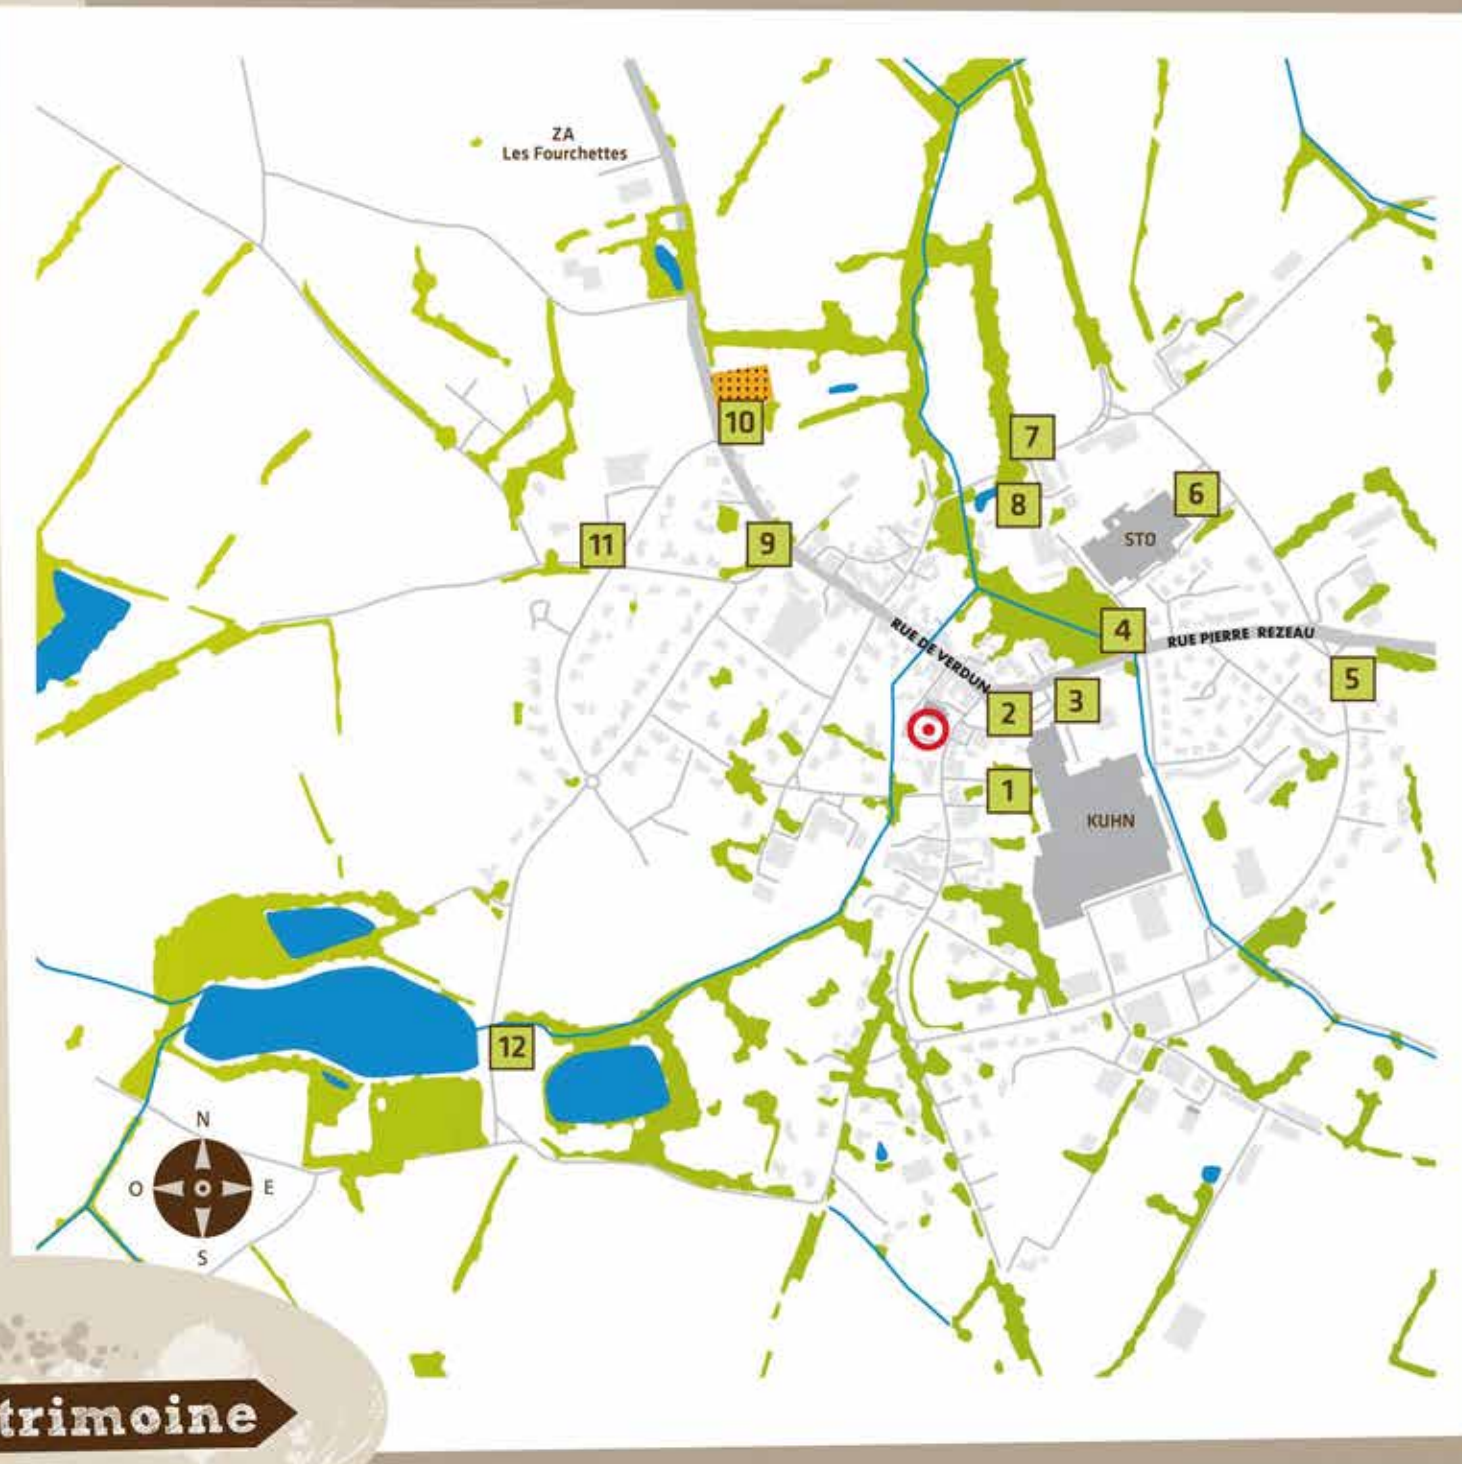 ZA
Les Fourchettes
7
10
6
8
STO
11
9
4
RUE DE VERDUN
RUE PIERRE REZEAU
5
3
2
1
KUHN
12
N
O
E
S
trimoine